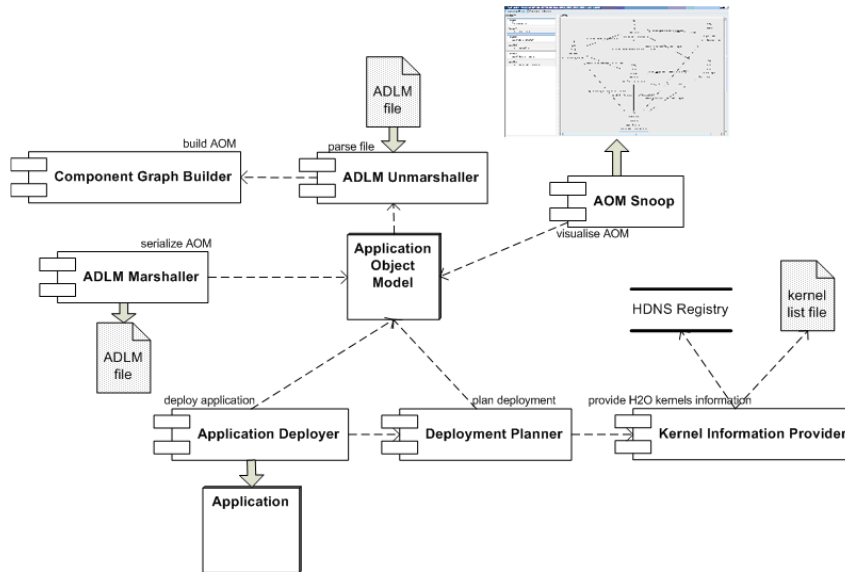 ADLM
file
build AOM
parse file
Component Graph Builder
ADLM Unmarshaller
AOM Snoop
visualise AOM
serialize AOM
Application
Object
Model
ADLM Marshaller
HDNS Registry
kernel
list file
ADLM
file
deploy application
plan deployment
provide H2O kernels information
Application Deployer
Deployment Planner
Kernel Information Provider
Application